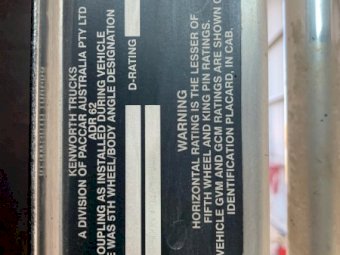 KENWORTH TRUCKS
A DIVISION OF PACCAR AUSTRALIA PTY LTD
ADR 62
COUPLING AS INSTALLED DURING VEHICLE
WAS 5TH WHEEL/BODY ANGLE DESIGNATION
D-RATING
WARNING
HORIZONTAL RATING IS THE LESSER OF
FIFTH WHEEL AND KING PIN RATINGS.
VEHICLE GVM AND GCM RATINGS ARE SHOWN
IDENTIFICATION PLACARD, IN CAB.